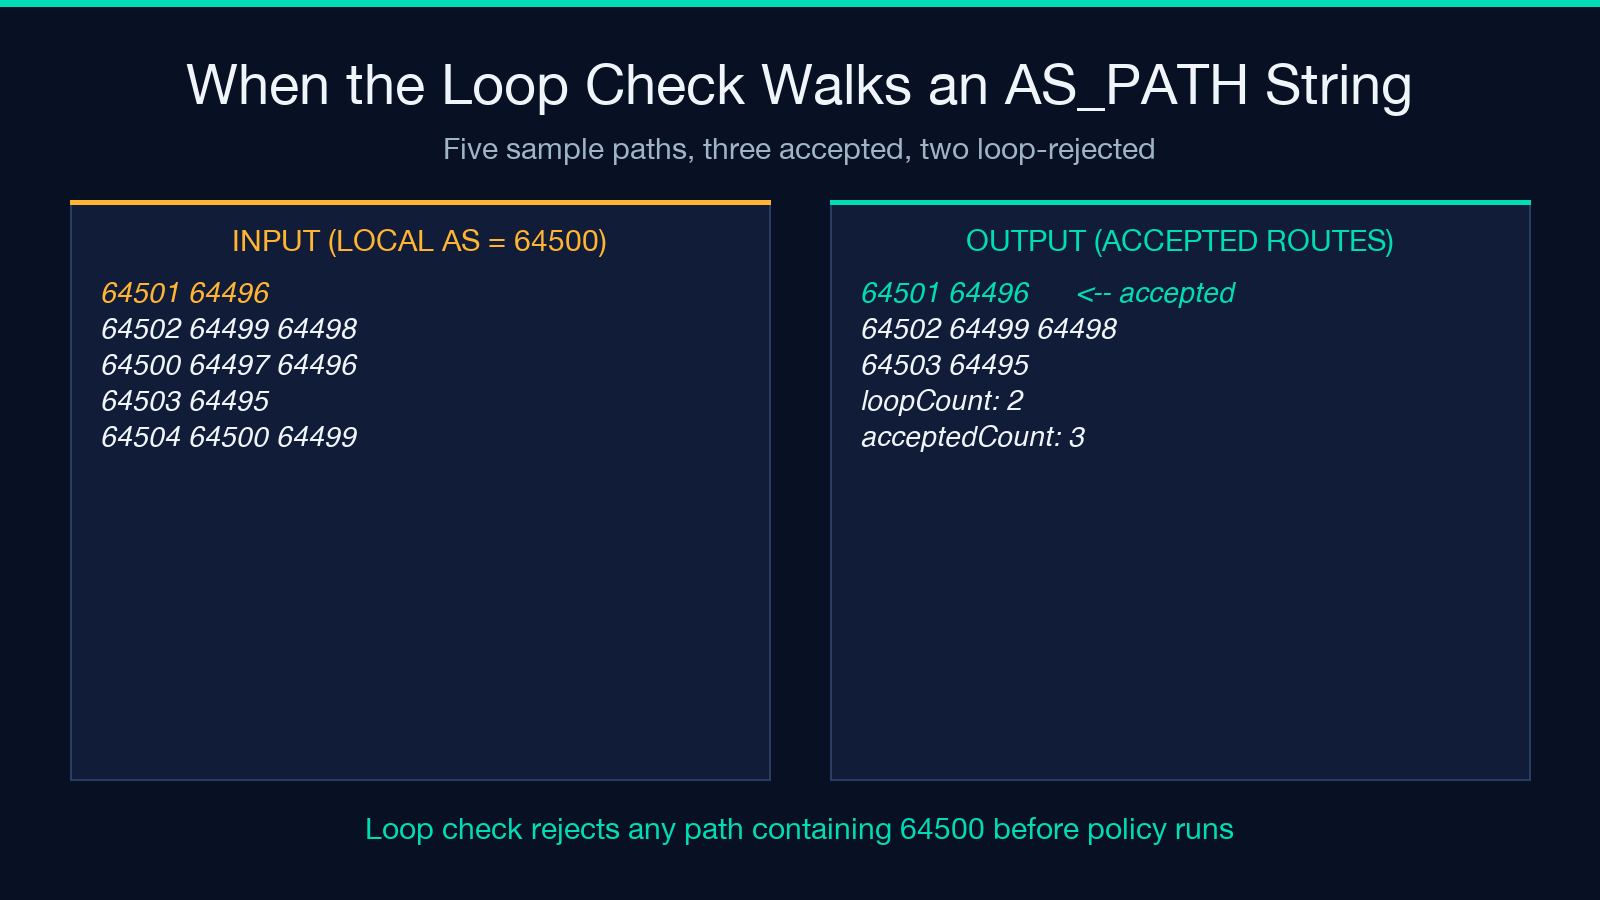 When the Loop Check Walks an AS_PATH String
Five sample paths, three accepted, two loop-rejected
INPUT (LOCAL AS = 64500)
64501 64496
64502 64499 64498
64500 64497 64496
64503 64495
64504 64500 64499
OUTPUT (ACCEPTED ROUTES)
64501 64496 <-- accepted
64502 64499 64498
64503 64495
loopCount: 2
acceptedCount: 3
Loop check rejects any path containing 64500 before policy runs